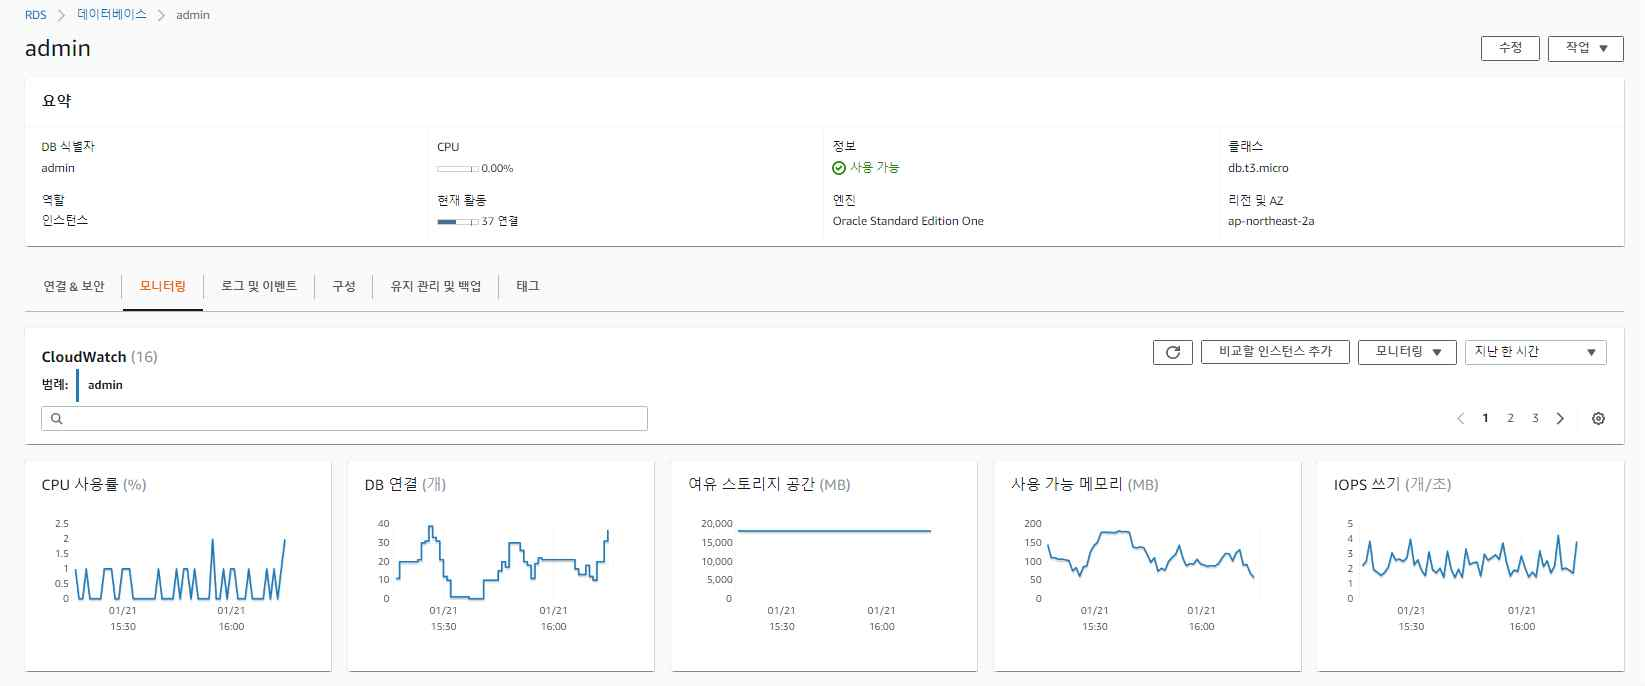 RDS > 데이터베이스 > admin
admin
수정
작업
요약
DB 식별자
admin
CPU
0.00%
정보
사용 가능
클래스
db.t3.micro
역할
인스턴스
현재 활동
37 연결
엔진
Oracle Standard Edition One
리전 및 AZ
ap-northeast-2a
연결 & 보안
모니터링
로그 및 이벤트
구성
유지 관리 및 백업
태그
CloudWatch (16)
비교할 인스턴스 추가
모니터링
지난 한 시간
범례:
admin
1 2 3
CPU 사용률 (%)
2.5
2
1.5
1
0.5
0
01/21
15:30
01/21
16:00
DB 연결 (개)
40
30
20
10
0
01/21
15:30
01/21
16:00
여유 스토리지 공간 (MB)
20,000
15,000
10,000
5,000
0
01/21
15:30
01/21
16:00
사용 가능 메모리 (MB)
200
150
100
50
0
01/21
15:30
01/21
16:00
IOPS 쓰기 (개/조)
5
4
3
2
1
0
01/21
15:30
01/21
16:00